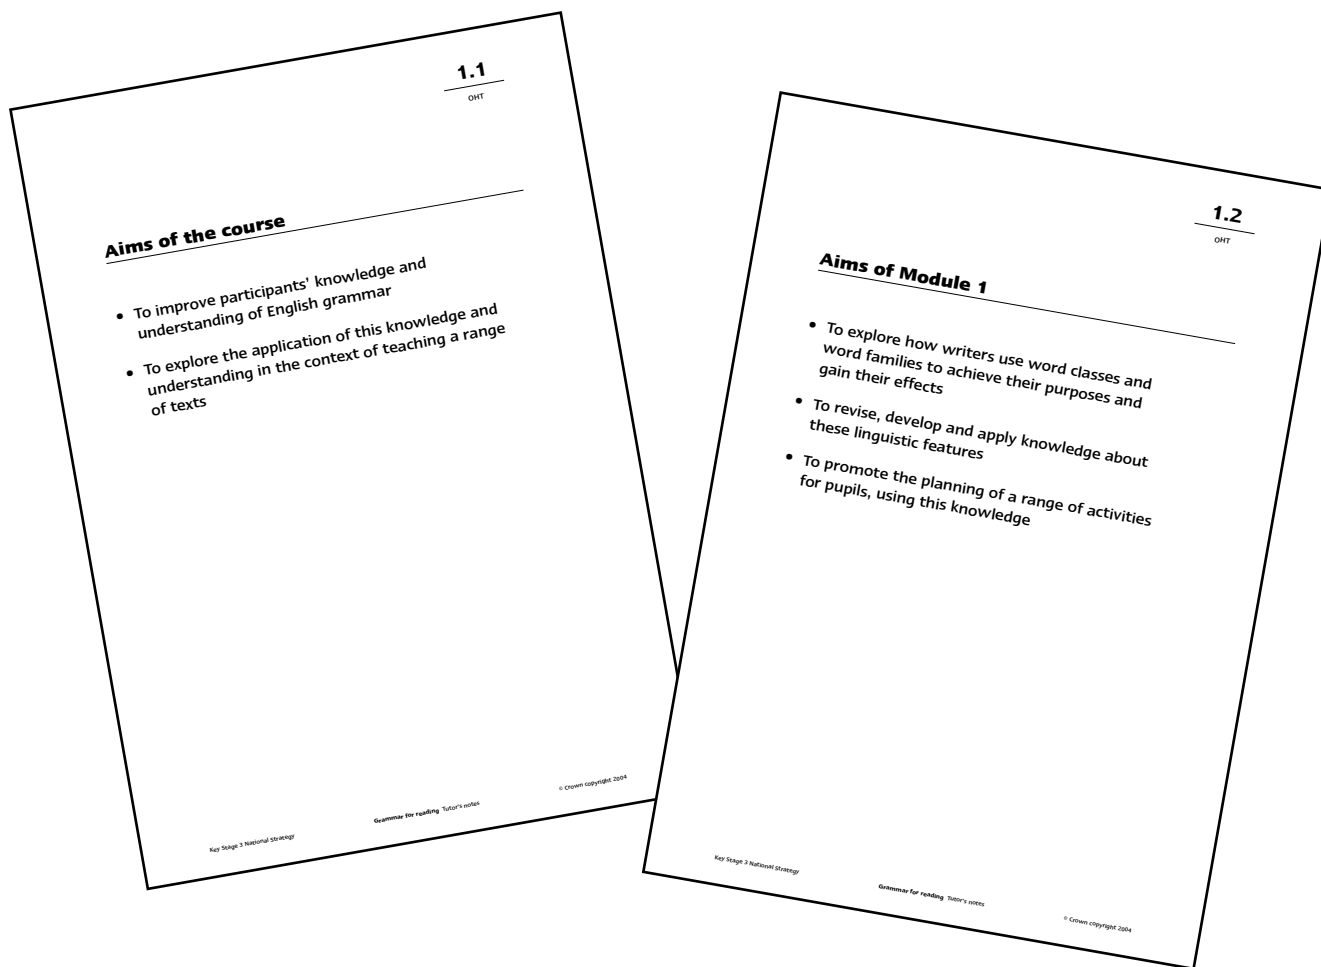 1.1
OHT
Aims of the course
• To improve participants' knowledge and
understanding of English grammar
• To explore the application of this knowledge and
understanding in the context of teaching a range
of texts
Key Stage 3 National Strategy
Grammar for reading Tutor's notes
© Crown copyright 2004
1.2
OHT
Aims of Module 1
• To explore how writers use word classes and
word families to achieve their purposes and
gain their effects
• To revise, develop and apply knowledge about
these linguistic features
• To promote the planning of a range of activities
for pupils, using this knowledge
Key Stage 3 National Strategy
Grammar for reading Tutor's notes
© Crown copyright 2004